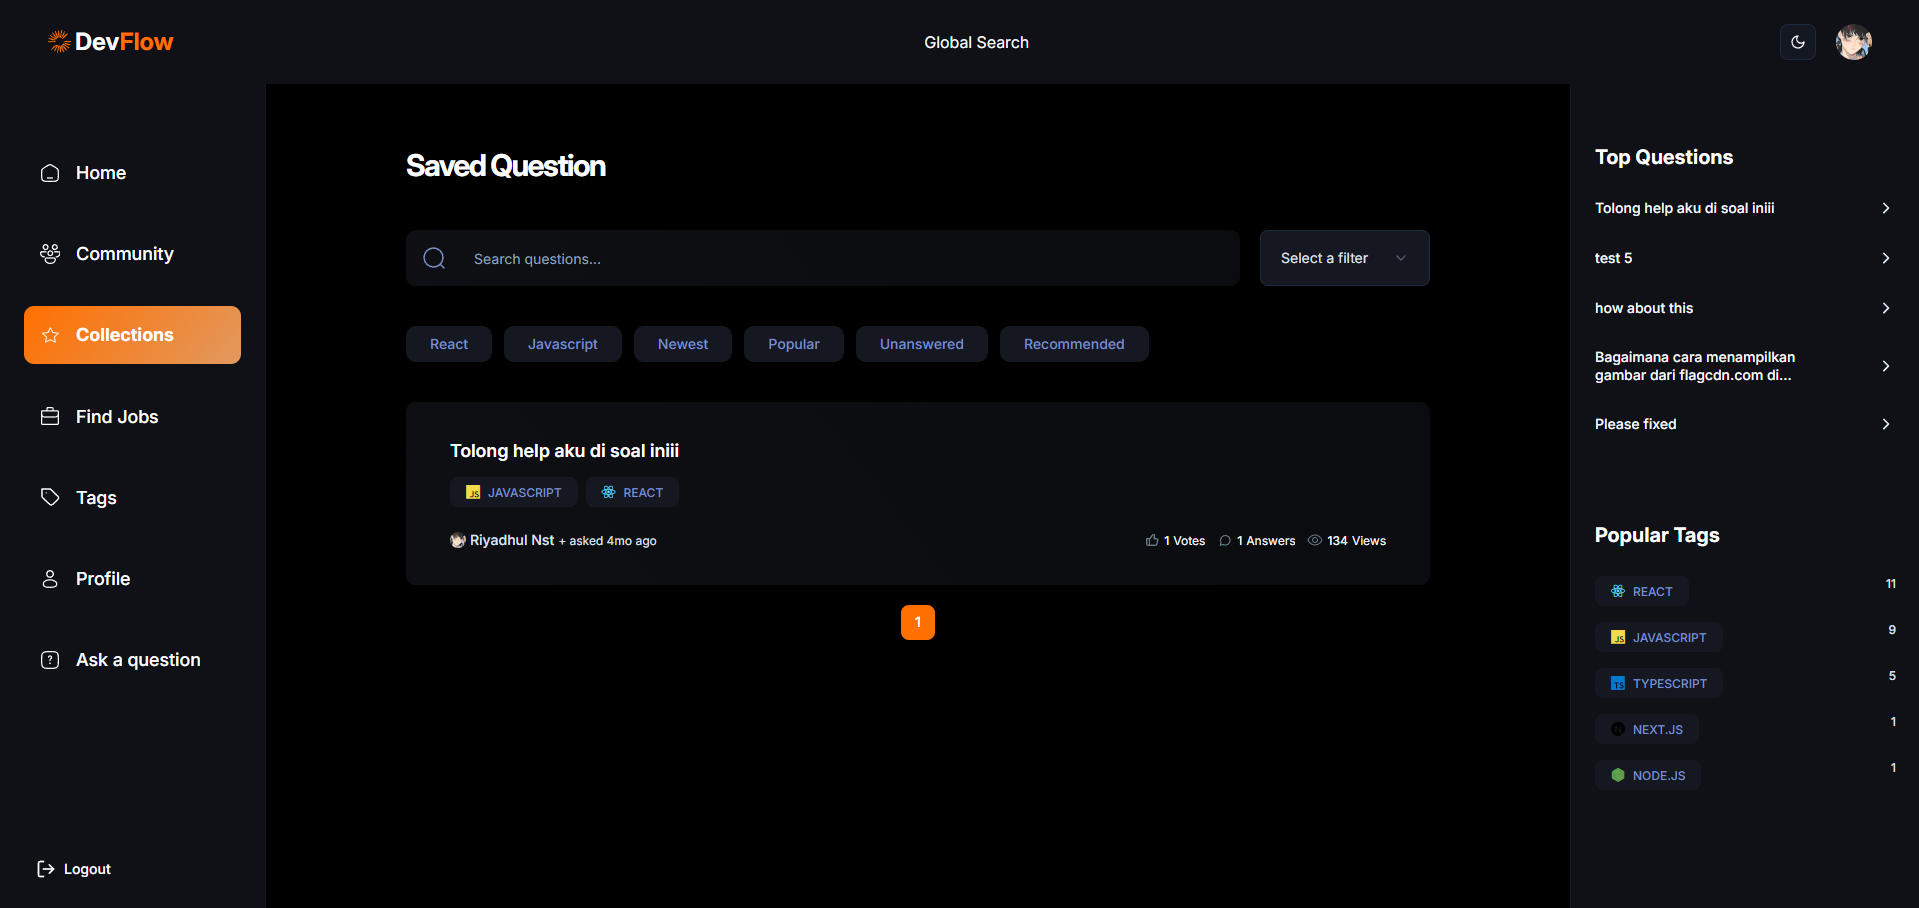 DevFlow
Global Search
Home
Community
Collections
Find Jobs
Tags
Profile
Ask a question
Logout
Saved Question
Search questions...
Select a filter
React
Javascript
Newest
Popular
Unanswered
Recommended
Tolong help aku di soal iniii
JS JAVASCRIPT
REACT
Riyadhul Nst + asked 4mo ago
1 Votes
1 Answers
134 Views
1
Top Questions
Tolong help aku di soal iniii
test 5
how about this
Bagaimana cara menampilkan
gambar dari flagcdn.com di...
Please fixed
Popular Tags
REACT
11
JS JAVASCRIPT
9
TS TYPESCRIPT
5
N NEXT.JS
1
NODE.JS
1